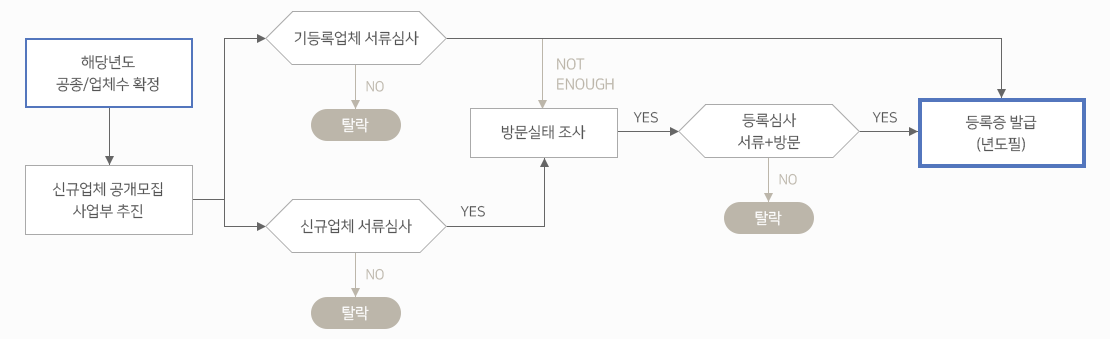 해당년도
공종/업체수 확정
신규업체 공개모집
사업부 추진
기등록업체 서류심사
NO
탈락
신규업체 서류심사
NO
탈락
YES
NOT
ENOUGH
방문실태 조사
YES
등록심사
서류+방문
NO
탈락
YES
등록증 발급
(년도필)